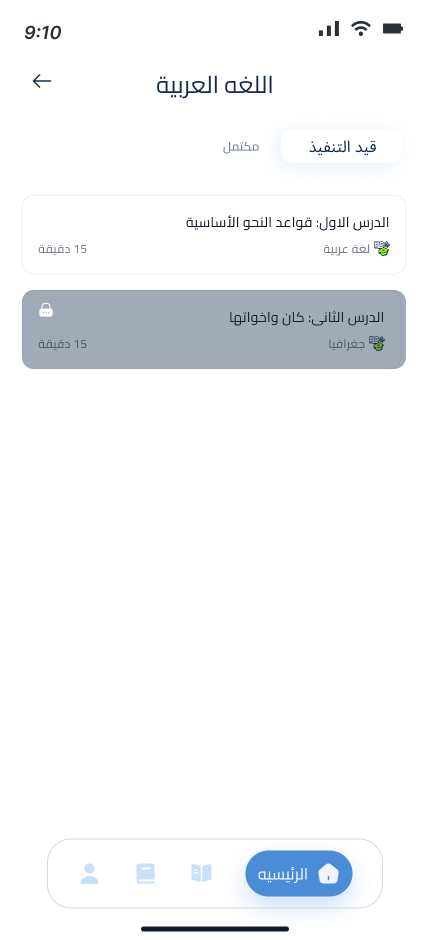 9:10
اللغه العربية
قيد التنفيذ
مكتمل
الدرس الاول: قواعد النحو الأساسية
لغة عربية
15 دقيقة
الدرس الثاني: كان واخواتها
جغرافيا
15 دقيقة
الرئيسيه